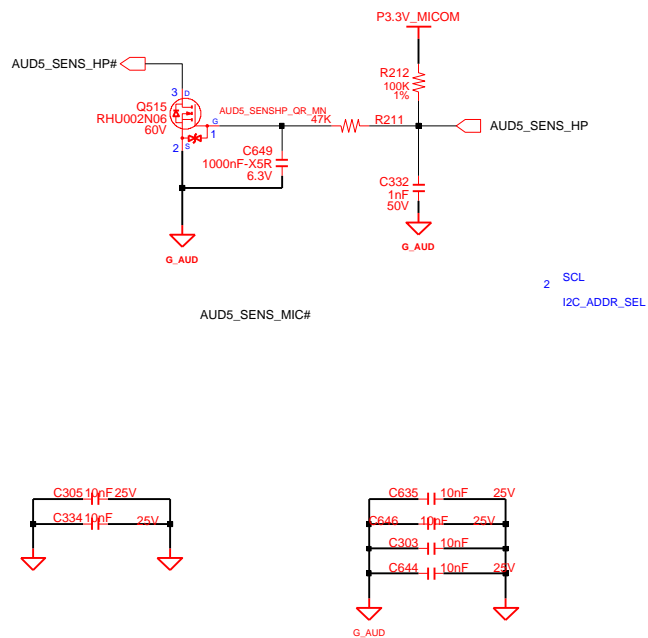 P3.3V_MICOM
AUD5_SENS_HP#
R212
100K
1%
3 D
Q515
RHU002N06
60V
AUD5_SENSHP_QR_MN
G
1
47K
R211
AUD5_SENS_HP
2 S
C649
1000nF-X5R
6.3V
C332
1nF
50V
G_AUD
G_AUD
2 SCL
I2C_ADDR_SEL
AUD5_SENS_MIC#
C305 10nF 25V
C334 10nF 25V
C635 10nF 25V
C646 10nF 25V
C303 10nF
C644 10nF 25V
G_AUD